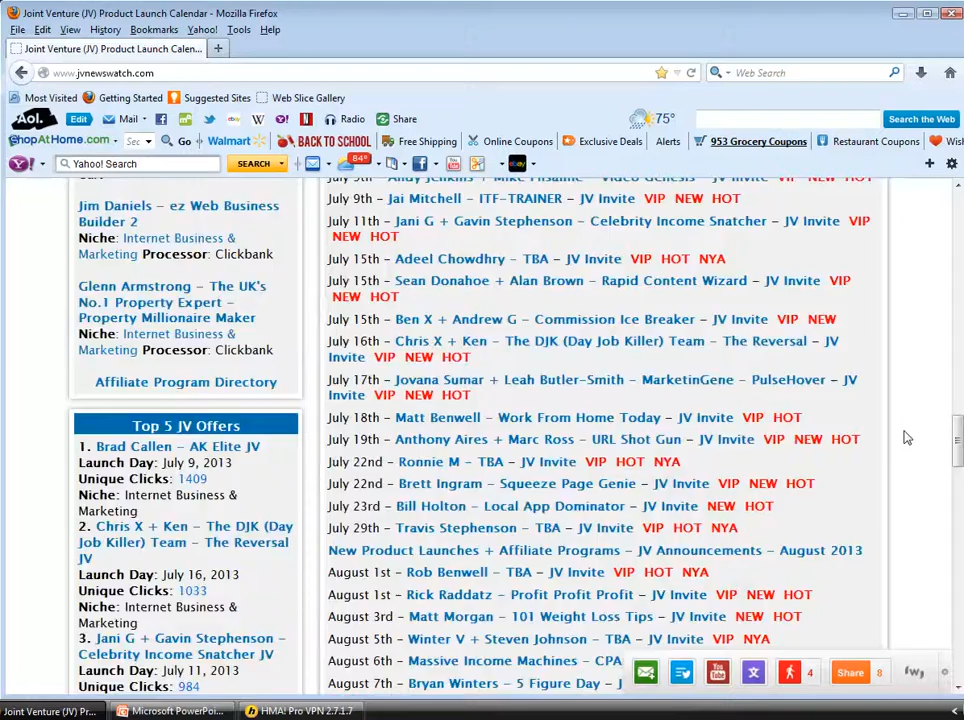 Joint Venture (JV) Product Launch Calendar - Mozilla Firefox
File Edit View History Bookmarks Yahoo! Tools Help
Joint Venture (JV) Product Launch Calen...
www.jvnewswatch.com
Web Search
Most Visited Getting Started Suggested Sites Web Slice Gallery
Aol. Edit Mail Radio Share 75° Search the Web
ShopAtHome.com Sec Go Walmart BACK TO SCHOOL Free Shipping Online Coupons Exclusive Deals Alerts 953 Grocery Coupons Restaurant Coupons Wish
Yahoo! Search SEARCH 84°
Jim Daniels – ez Web Business
Builder 2
Niche: Internet Business &
Marketing Processor: Clickbank
Glenn Armstrong – The UK's
No.1 Property Expert –
Property Millionaire Maker
Niche: Internet Business &
Marketing Processor: Clickbank
Affiliate Program Directory
Top 5 JV Offers
1. Brad Callen – AK Elite JV
Launch Day: July 9, 2013
Unique Clicks: 1409
Niche: Internet Business &
Marketing
2. Chris X + Ken – The DJK (Day
Job Killer) Team – The Reversal
JV
Launch Day: July 16, 2013
Unique Clicks: 1033
Niche: Internet Business &
Marketing
3. Jani G + Gavin Stephenson –
Celebrity Income Snatcher JV
Launch Day: July 11, 2013
Unique Clicks: 984
July 9th – Jai Mitchell – ITF-TRAINER – JV Invite VIP NEW HOT
July 11th – Jani G + Gavin Stephenson – Celebrity Income Snatcher – JV Invite VIP
NEW HOT
July 15th – Adeel Chowdhry – TBA – JV Invite VIP HOT NYA
July 15th – Sean Donahoe + Alan Brown – Rapid Content Wizard – JV Invite VIP
NEW HOT
July 15th – Ben X + Andrew G – Commission Ice Breaker – JV Invite VIP NEW
July 16th – Chris X + Ken – The DJK (Day Job Killer) Team – The Reversal – JV
Invite VIP NEW HOT
July 17th – Jovana Sumar + Leah Butler-Smith – MarketinGene – PulseHover – JV
Invite VIP NEW HOT
July 18th – Matt Benwell – Work From Home Today – JV Invite VIP HOT
July 19th – Anthony Aires + Marc Ross – URL Shot Gun – JV Invite VIP NEW HOT
July 22nd – Ronnie M – TBA – JV Invite VIP HOT NYA
July 22nd – Brett Ingram – Squeeze Page Genie – JV Invite VIP NEW HOT
July 23rd – Bill Holton – Local App Dominator – JV Invite NEW HOT
July 29th – Travis Stephenson – TBA – JV Invite VIP HOT NYA
New Product Launches + Affiliate Programs – JV Announcements – August 2013
August 1st – Rob Benwell – TBA – JV Invite VIP HOT NYA
August 1st – Rick Raddatz – Profit Profit Profit – JV Invite VIP NEW HOT
August 3rd – Matt Morgan – 101 Weight Loss Tips – JV Invite NEW HOT
August 5th – Winter V + Steven Johnson – TBA – JV Invite VIP NYA
August 6th – Massive Income Machines – CPA
August 7th – Bryan Winters – 5 Figure Day – J
You Tube 4 Share 8 fwp
Joint Venture (JV) Pr... Microsoft PowerPoi... HMA! Pro VPN 2.7.1.7